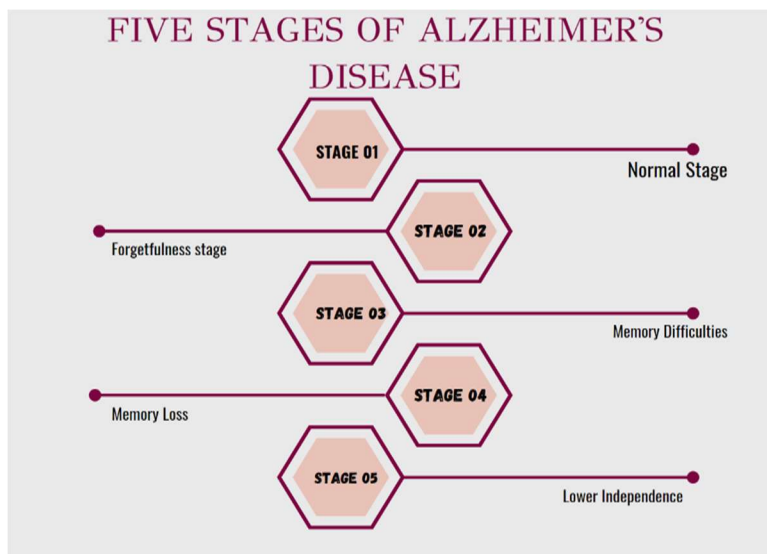 FIVE STAGES OF ALZHEIMER'S
DISEASE
STAGE 01
Normal Stage
STAGE 02
Forgetfulness stage
STAGE 03
Memory Difficulties
STAGE 04
Memory Loss
STAGE 05
Lower Independence